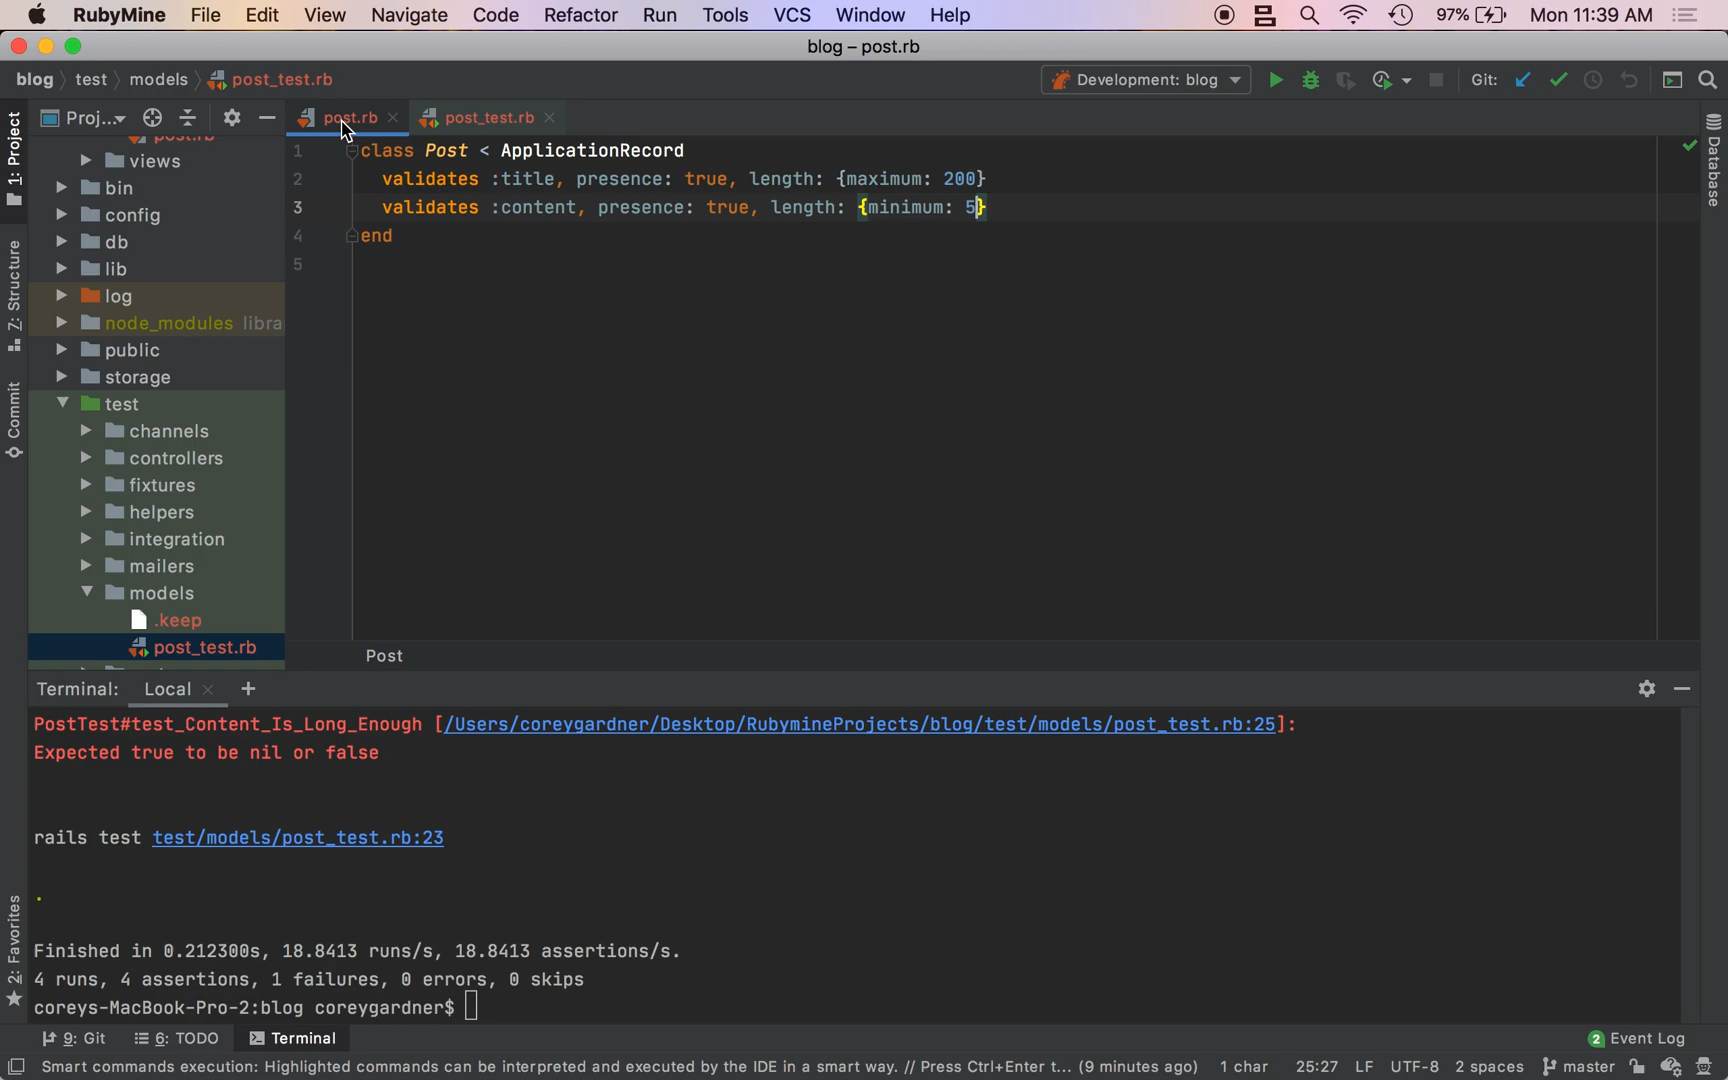 RubyMine File Edit View Navigate Code Refactor Run Tools VCS Window Help 97% Mon 11:39 AM
blog – post.rb
blog test models post_test.rb Development: blog Git:
Proj... post.rb post_test.rb
1: Project
Z: Structure
Commit
2: Favorites
Database
post.rb
views
bin
config
db
lib
log
node_modules libra
public
storage
test
channels
controllers
fixtures
helpers
integration
mailers
models
.keep
post_test.rb
1 class Post < ApplicationRecord
2 validates :title, presence: true, length: {maximum: 200}
3 validates :content, presence: true, length: {minimum: 5}
4 end
5
Post
Terminal: Local +
PostTest#test_Content_Is_Long_Enough [/Users/coreygardner/Desktop/RubymineProjects/blog/test/models/post_test.rb:25]:
Expected true to be nil or false
rails test test/models/post_test.rb:23
.
Finished in 0.212300s, 18.8413 runs/s, 18.8413 assertions/s.
4 runs, 4 assertions, 1 failures, 0 errors, 0 skips
coreys-MacBook-Pro-2:blog coreygardner$
9: Git 6: TODO Terminal 2 Event Log
Smart commands execution: Highlighted commands can be interpreted and executed by the IDE in a smart way. // Press Ctrl+Enter t... (9 minutes ago) 1 char 25:27 LF UTF-8 2 spaces master